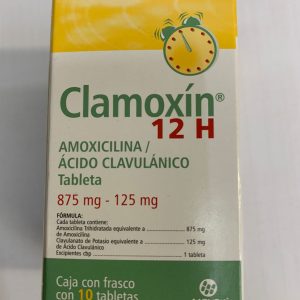 Clamoxín®
12 H
AMOXICILINA /
ÁCIDO CLAVULÁNICO
Tableta
875 mg - 125 mg
FÓRMULA:
Cada tableta contiene:
Amoxicilina Trihidratada equivalente a 875 mg
de Amoxicilina
Clavulanato de Potasio equivalente a 125 mg
de Ácido Clavulánico
Excipientes cbp 1 tableta
Caja con frasco
con 10 tabletas